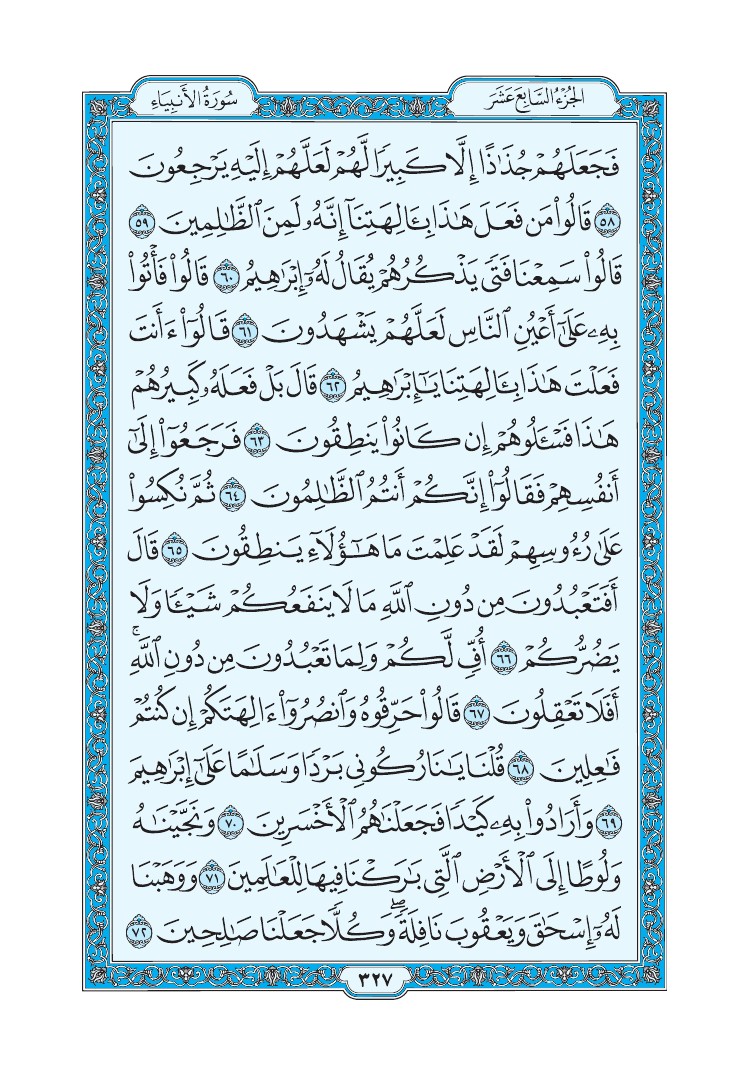 الجُزْءُ السَّابِعَ عَشَرَ
سُورَةُ الأَنبِيَاءِ
فَجَعَلَهُمْ جُذَٰذًا إِلَّا كَبِيرًا لَّهُمْ لَعَلَّهُمْ إِلَيْهِ يَرْجِعُونَ
٥٨ قَالُوا۟ مَن فَعَلَ هَٰذَا بِـَٔالِهَتِنَآ إِنَّهُۥ لَمِنَ ٱلظَّٰلِمِينَ ٥٩
قَالُوا۟ سَمِعْنَا فَتًى يَذْكُرُهُمْ يُقَالُ لَهُۥٓ إِبْرَٰهِيمُ ٦٠ قَالُوا۟ فَأْتُوا۟
بِهِۦ عَلَىٰٓ أَعْيُنِ ٱلنَّاسِ لَعَلَّهُمْ يَشْهَدُونَ ٦١ قَالُوٓا۟ ءَأَنتَ
فَعَلْتَ هَٰذَا بِـَٔالِهَتِنَا يَٰٓإِبْرَٰهِيمُ ٦٢ قَالَ بَلْ فَعَلَهُۥ كَبِيرُهُمْ
هَٰذَا فَسْـَٔلُوهُمْ إِن كَانُوا۟ يَنطِقُونَ ٦٣ فَرَجَعُوٓا۟ إِلَىٰٓ
أَنفُسِهِمْ فَقَالُوٓا۟ إِنَّكُمْ أَنتُمُ ٱلظَّٰلِمُونَ ٦٤ ثُمَّ نُكِسُوا۟
عَلَىٰ رُءُوسِهِمْ لَقَدْ عَلِمْتَ مَا هَٰٓؤُلَآءِ يَنطِقُونَ ٦٥ قَالَ
أَفَتَعْبُدُونَ مِن دُونِ ٱللَّهِ مَا لَا يَنفَعُكُمْ شَيْـًٔا وَلَا
يَضُرُّكُمْ ٦٦ أُفٍّ لَّكُمْ وَلِمَا تَعْبُدُونَ مِن دُونِ ٱللَّهِ ۚ
أَفَلَا تَعْقِلُونَ ٦٧ قَالُوا۟ حَرِّقُوهُ وَٱنصُرُوٓا۟ ءَالِهَتَكُمْ إِن كُنتُمْ
فَٰعِلِينَ ٦٨ قُلْنَا يَٰنَارُ كُونِى بَرْدًا وَسَلَٰمًا عَلَىٰٓ إِبْرَٰهِيمَ
٦٩ وَأَرَادُوا۟ بِهِۦ كَيْدًا فَجَعَلْنَٰهُمُ ٱلْأَخْسَرِينَ ٧٠ وَنَجَّيْنَٰهُ
وَلُوطًا إِلَى ٱلْأَرْضِ ٱلَّتِى بَٰرَكْنَا فِيهَا لِلْعَٰلَمِينَ ٧١ وَوَهَبْنَا
لَهُۥٓ إِسْحَٰقَ وَيَعْقُوبَ نَافِلَةً ۖ وَكُلًّا جَعَلْنَا صَٰلِحِينَ ٧٢
٣٢٧